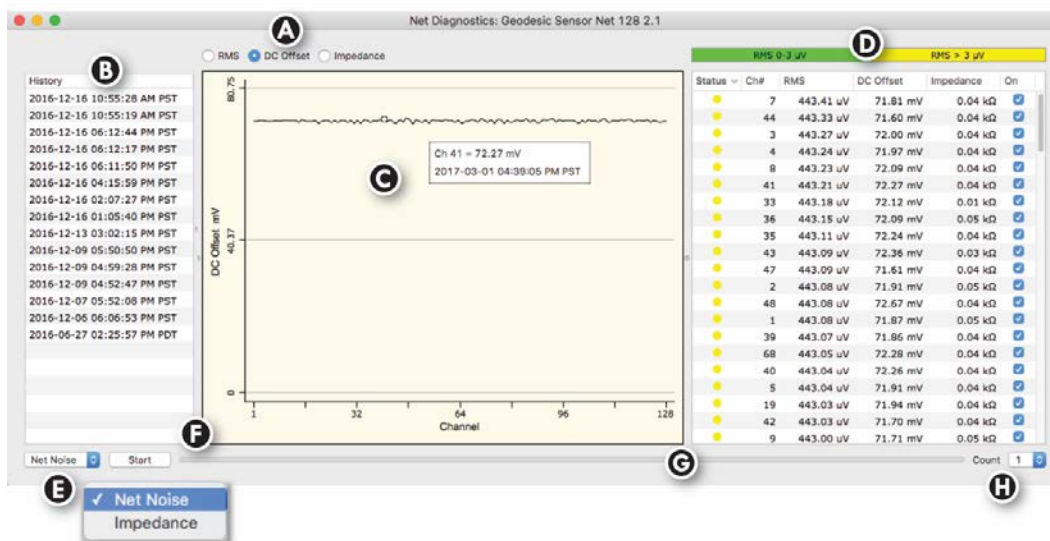 Net Diagnostics: Geodesic Sensor Net 128 2.1
A
RMS DC Offset Impedance
B
History
2016-12-16 10:55:28 AM PST
2016-12-16 10:55:19 AM PST
2016-12-16 06:12:44 PM PST
2016-12-16 06:12:17 PM PST
2016-12-16 06:11:50 PM PST
2016-12-16 04:15:59 PM PST
2016-12-16 02:07:27 PM PST
2016-12-16 01:05:40 PM PST
2016-12-13 03:02:15 PM PST
2016-12-09 05:50:50 PM PST
2016-12-09 04:59:28 PM PST
2016-12-09 04:52:47 PM PST
2016-12-07 05:52:08 PM PST
2016-12-06 06:06:53 PM PST
2016-06-27 02:25:57 PM PDT
DC Offset mV
80.75
40.37
0
Ch 41 = 72.27 mV
2017-03-01 04:39:05 PM PST
C
1 32 64 96 128
Channel
RMS 0-3 uV D RMS > 3 uV
Status Ch# RMS DC Offset Impedance On
7 443.41 uV 71.81 mV 0.04 kΩ
44 443.33 uV 71.60 mV 0.04 kΩ
3 443.27 uV 72.00 mV 0.04 kΩ
4 443.24 uV 71.97 mV 0.04 kΩ
8 443.23 uV 72.09 mV 0.04 kΩ
41 443.21 uV 72.27 mV 0.04 kΩ
33 443.18 uV 72.12 mV 0.01 kΩ
36 443.15 uV 72.09 mV 0.05 kΩ
35 443.11 uV 72.24 mV 0.04 kΩ
43 443.09 uV 72.36 mV 0.03 kΩ
47 443.09 uV 71.61 mV 0.04 kΩ
2 443.08 uV 71.91 mV 0.05 kΩ
48 443.08 uV 72.67 mV 0.04 kΩ
1 443.08 uV 71.87 mV 0.05 kΩ
39 443.07 uV 71.86 mV 0.04 kΩ
68 443.05 uV 72.28 mV 0.04 kΩ
40 443.04 uV 72.26 mV 0.04 kΩ
5 443.04 uV 71.91 mV 0.04 kΩ
19 443.03 uV 71.94 mV 0.04 kΩ
42 443.03 uV 71.70 mV 0.04 kΩ
9 443.00 uV 71.71 mV 0.05 kΩ
F
Net Noise Start G Count 1
E H
✓ Net Noise
Impedance